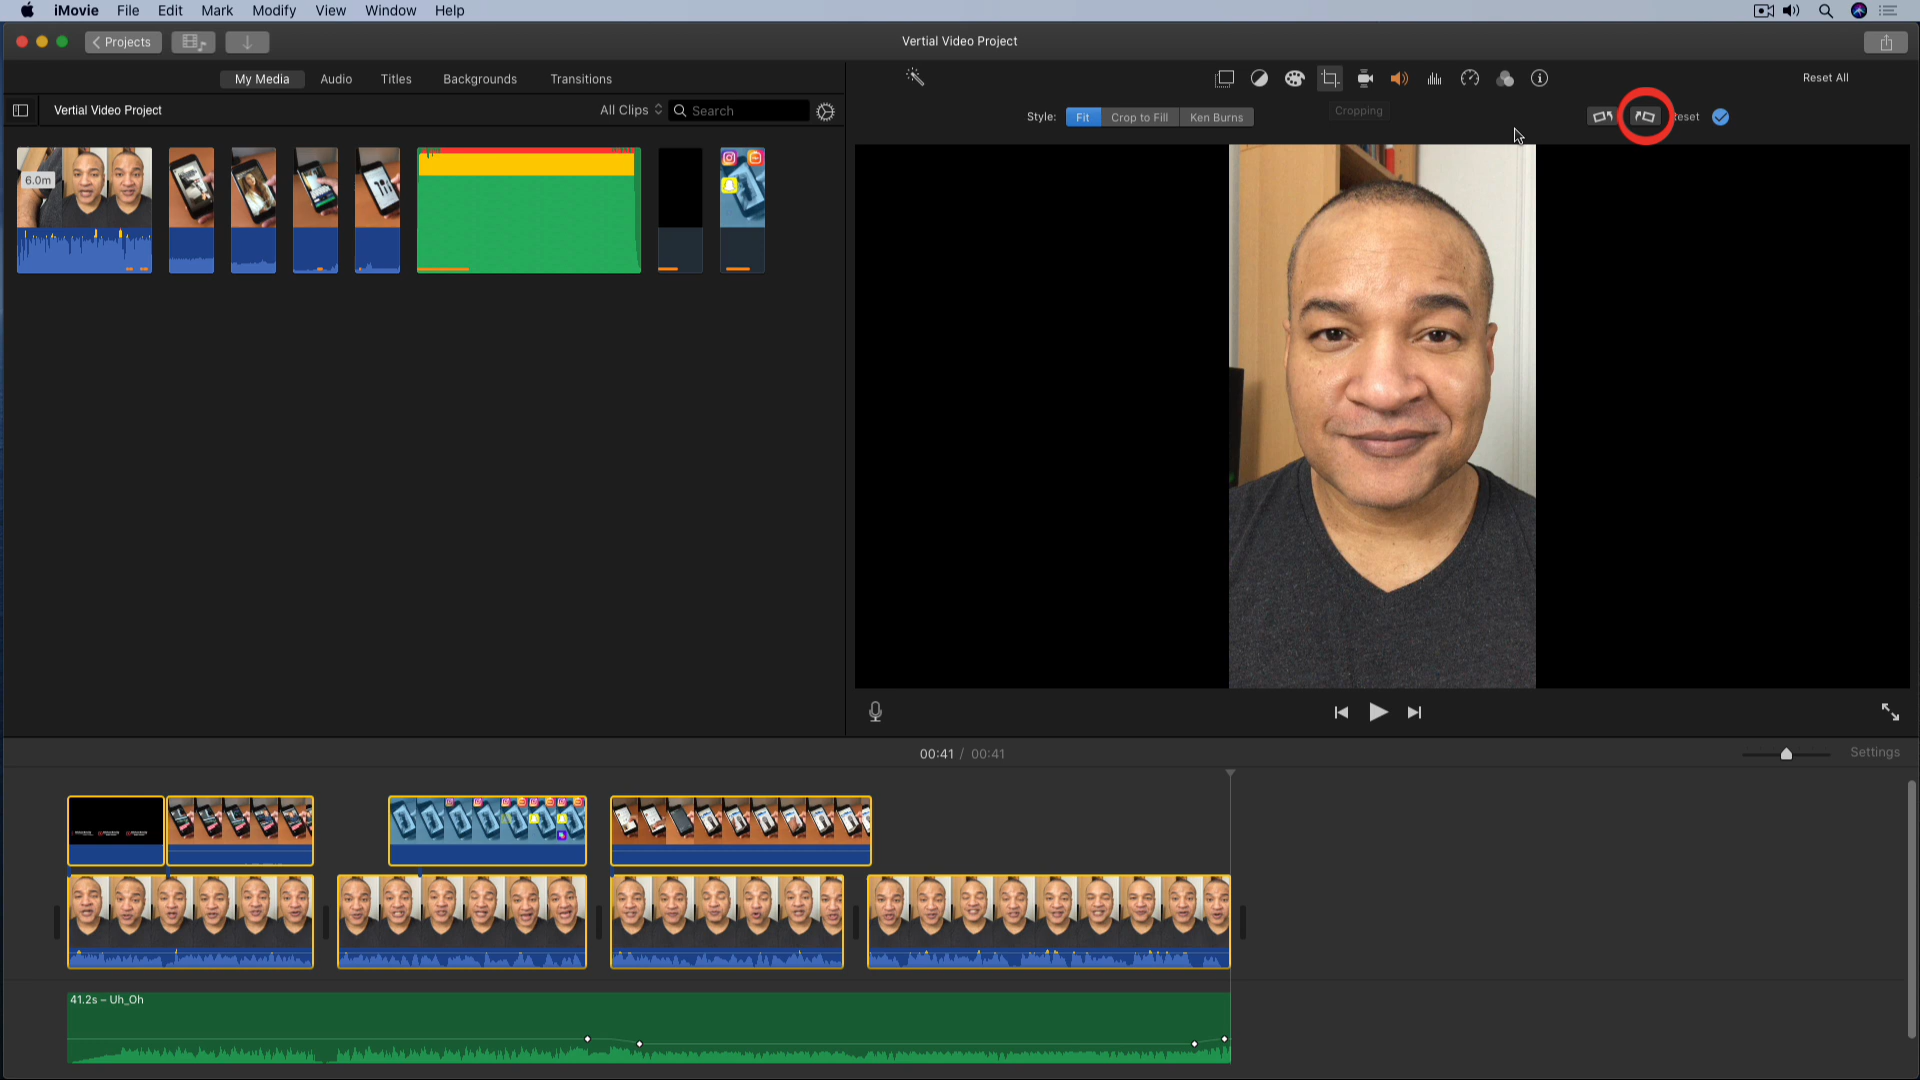 iMovie File Edit Mark Modify View Window Help
Projects
Vertial Video Project
My Media Audio Titles Backgrounds Transitions
Reset All
Vertial Video Project
All Clips
Search
Style: Fit Crop to Fill Ken Burns
Cropping
eset
6.0m
00:41 / 00:41
Settings
41.2s – Uh_Oh